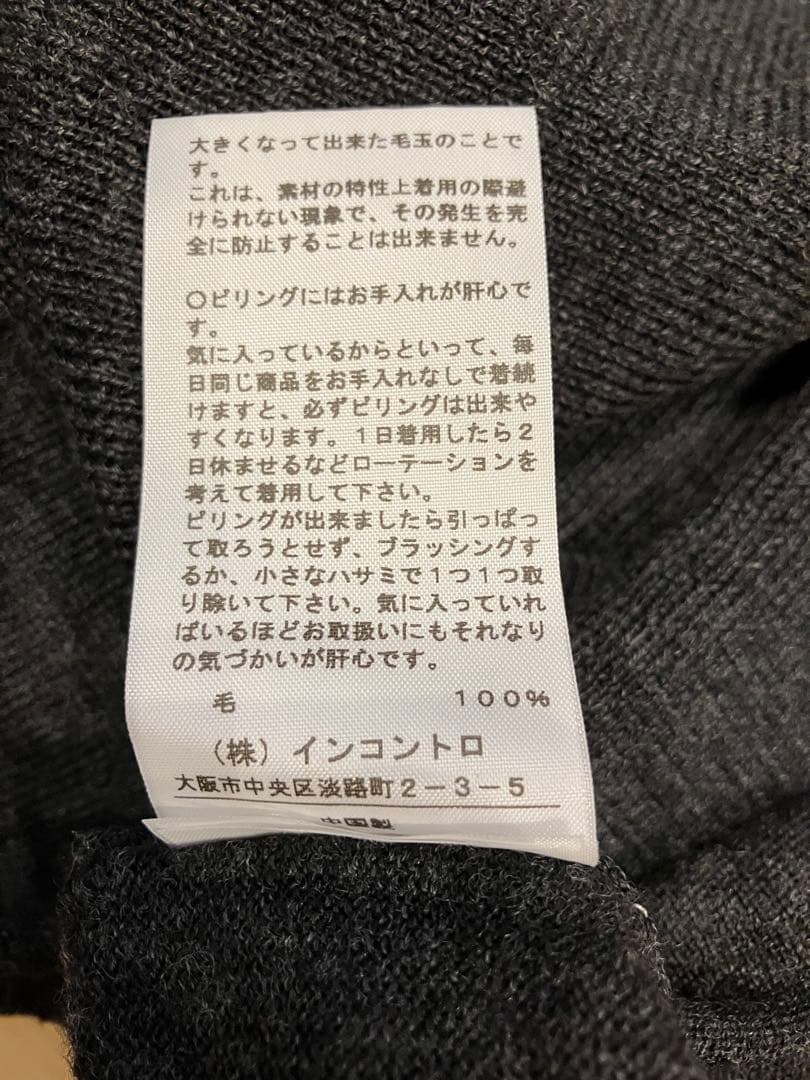 大きくなって出来た毛玉のことで
す。
これは、素材の特性上着用の際避
けられない現象で、その発生を完
全に防止することは出来ません。
〇ピリングにはお手入れが肝心で
す。
気に入っているからといって、毎
日同じ商品をお手入れなしで着続
けますと、必ずピリングは出来や
すくなります。１日着用したら２
日休ませるなどローテーションを
考えて着用して下さい。
ピリングが出来ましたら引っぱっ
て取ろうとせず、ブラッシングす
るか、小さなハサミで１つ１つ取
り除いて下さい。気に入っていれ
ばいるほどお取扱いにもそれなり
の気づかいが肝心です。
毛 １００％
（株）インコントロ
大阪市中央区淡路町２－３－５
中国製